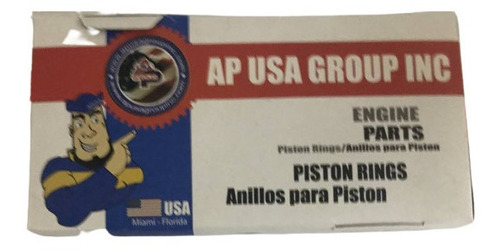 AP USA GROUP INC
ENGINE
PARTS
Piston Rings/Anillos para Piston
PISTON RINGS
Anillos para Piston
USA
Miami - Florida